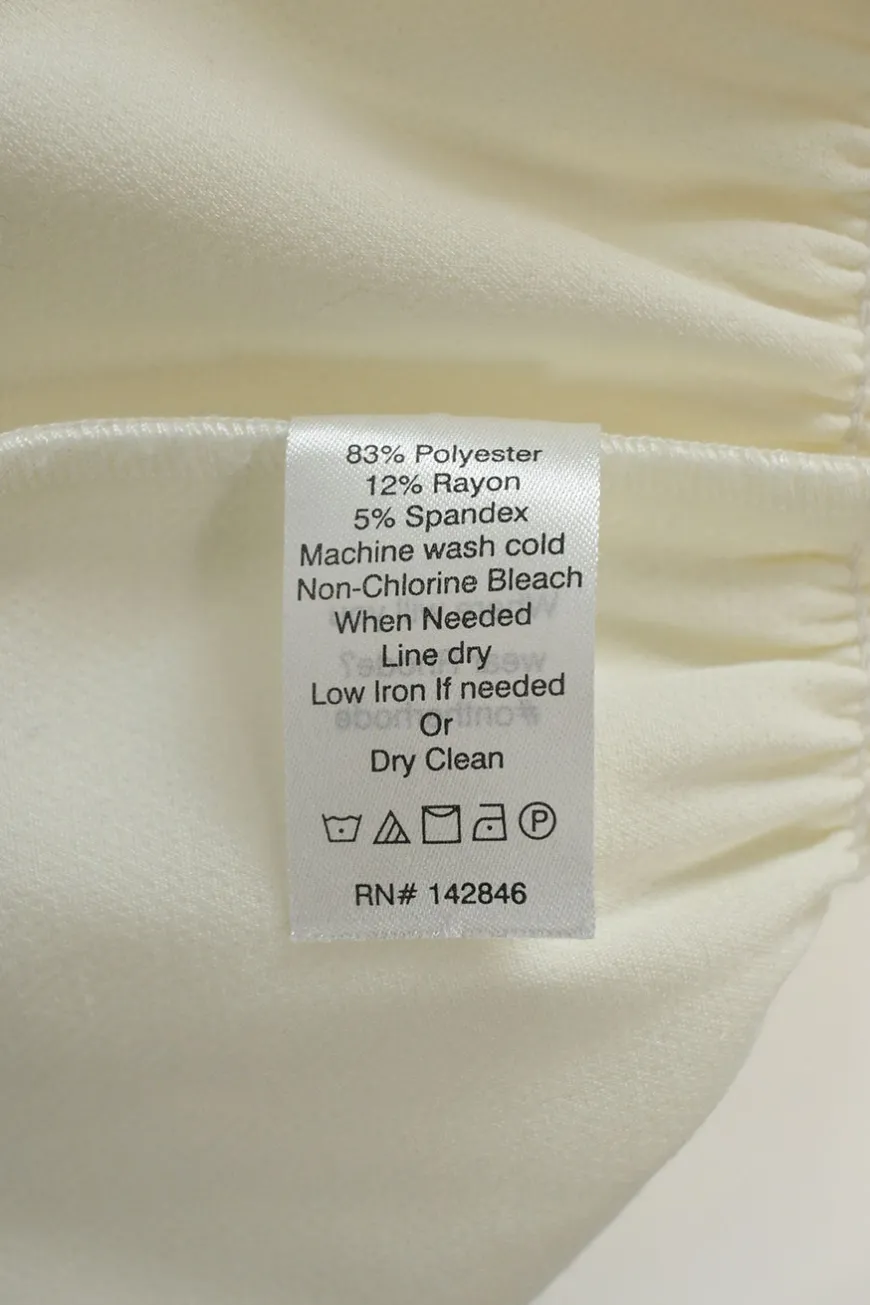 83% Polyester
12% Rayon
5% Spandex
Machine wash cold
Non-Chlorine Bleach
When Needed
Line dry
Low Iron If needed
Or
Dry Clean
P
RN# 142846